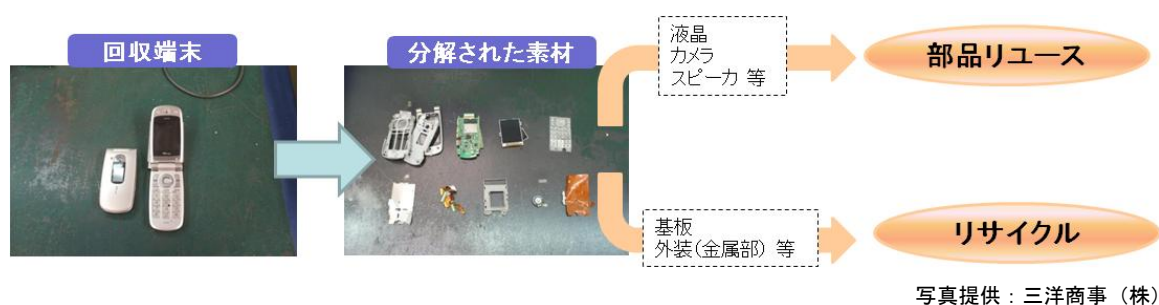 回収端末
分解された素材
液晶
カメラ
スピーカ 等
部品リユース
基板
外装(金属部) 等
リサイクル
写真提供：三洋商事（株）